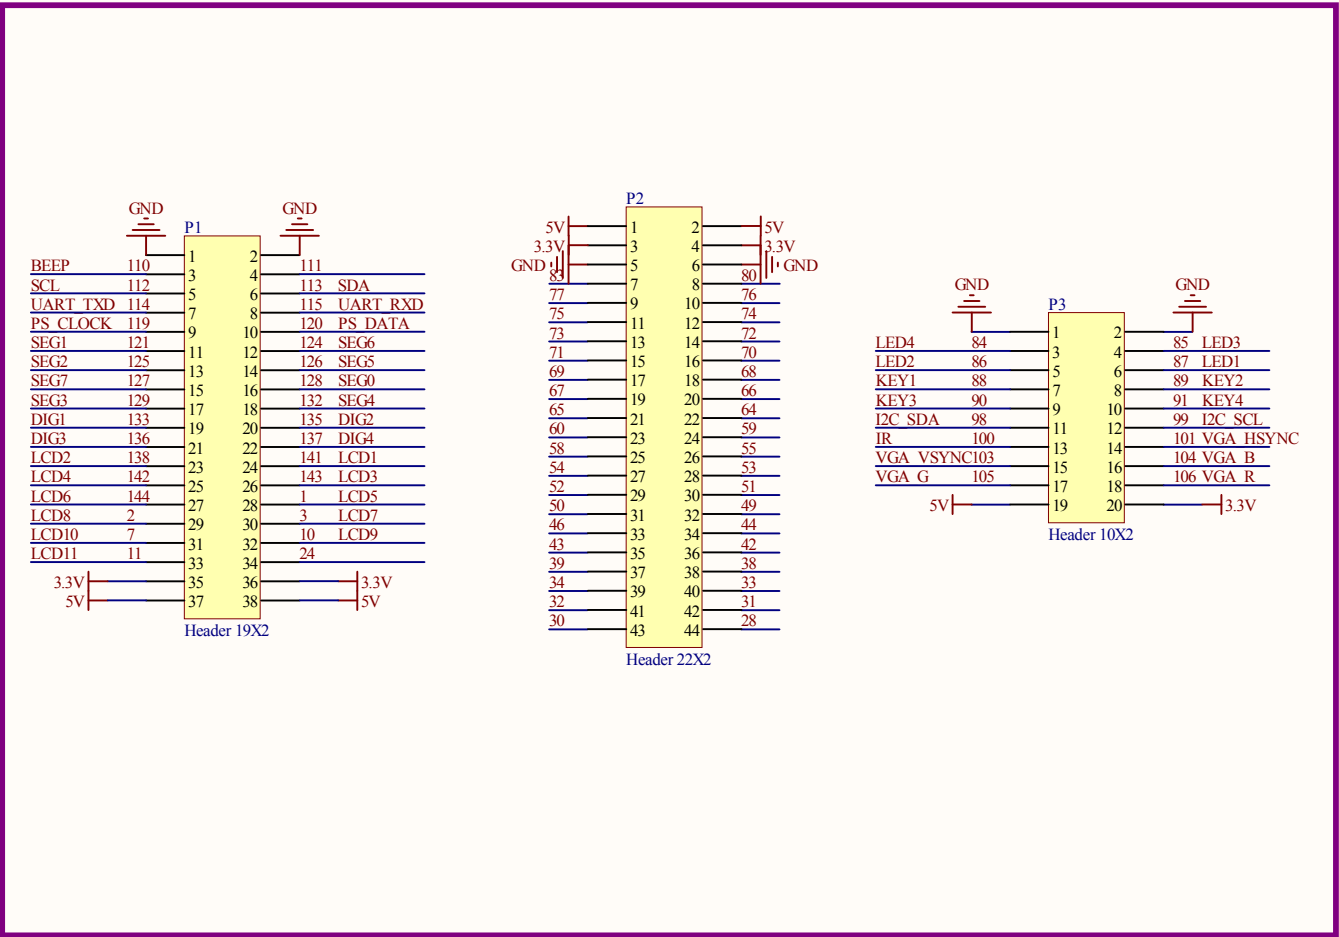 GND GND
P1
1 2
BEEP 110 3 4 111
SCL 112 5 6 113 SDA
UART_TXD 114 7 8 115 UART_RXD
PS_CLOCK 119 9 10 120 PS_DATA
SEG1 121 11 12 124 SEG6
SEG2 125 13 14 126 SEG5
SEG7 127 15 16 128 SEG0
SEG3 129 17 18 132 SEG4
DIG1 133 19 20 135 DIG2
DIG3 136 21 22 137 DIG4
LCD2 138 23 24 141 LCD1
LCD4 142 25 26 143 LCD3
LCD6 144 27 28 1 LCD5
LCD8 2 29 30 3 LCD7
LCD10 7 31 32 10 LCD9
LCD11 11 33 34 24
3.3V 35 36 3.3V
5V 37 38 5V
Header 19X2
P2
5V 1 2 5V
3.3V 3 4 3.3V
GND 5 6 GND
83 7 8 80
77 9 10 76
75 11 12 74
73 13 14 72
71 15 16 70
69 17 18 68
67 19 20 66
65 21 22 64
60 23 24 59
58 25 26 55
54 27 28 53
52 29 30 51
50 31 32 49
46 33 34 44
43 35 36 42
39 37 38 38
34 39 40 33
32 41 42 31
30 43 44 28
Header 22X2
GND GND
P3
1 2
LED4 84 3 4 85 LED3
LED2 86 5 6 87 LED1
KEY1 88 7 8 89 KEY2
KEY3 90 9 10 91 KEY4
I2C_SDA 98 11 12 99 I2C_SCL
IR 100 13 14 101 VGA_HSYNC
VGA_VSYNC 103 15 16 104 VGA_B
VGA_G 105 17 18 106 VGA_R
5V 19 20 3.3V
Header 10X2